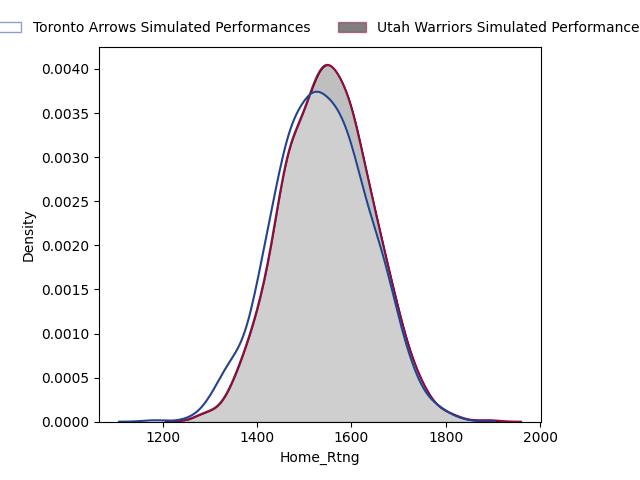 Toronto Arrows Simulated Performances
Utah Warriors Simulated Performance
0.0040
0.0035
0.0030
0.0025
0.0020
0.0015
0.0010
0.0005
0.0000
Density
1200 1400 1600 1800 2000
Home_Rtng